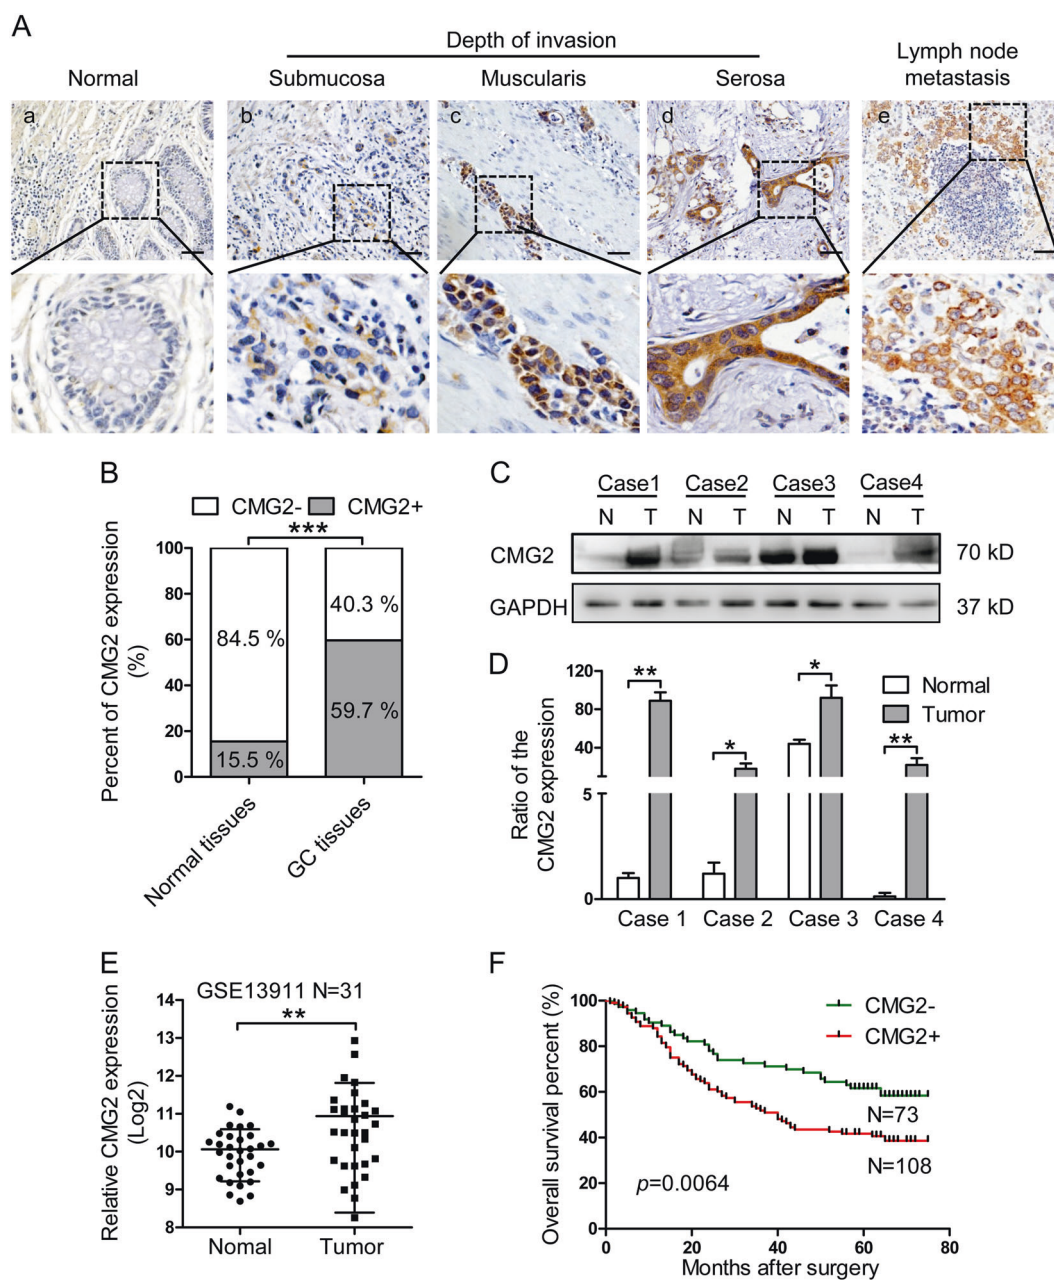 A
Depth of invasion
Normal
Submucosa
Muscularis
Serosa
Lymph node
metastasis
a
b
c
d
e
B
CMG2-
CMG2+
***
Percent of CMG2 expression
(%)
100
80
60
40
20
0
84.5 %
15.5 %
40.3 %
59.7 %
Normal tissues
GC tissues
C
Case1
Case2
Case3
Case4
N T N T N T N T
CMG2
70 kD
GAPDH
37 kD
D
Ratio of the
CMG2 expression
120
80
40
5
0
**
*
*
**
Normal
Tumor
Case 1
Case 2
Case 3
Case 4
E
GSE13911 N=31
**
Relative CMG2 expression
(Log2)
14
13
12
11
10
9
8
Nomal
Tumor
F
Overall survival percent (%)
100
80
60
40
20
0
CMG2-
CMG2+
N=73
N=108
p=0.0064
0
20
40
60
80
Months after surgery